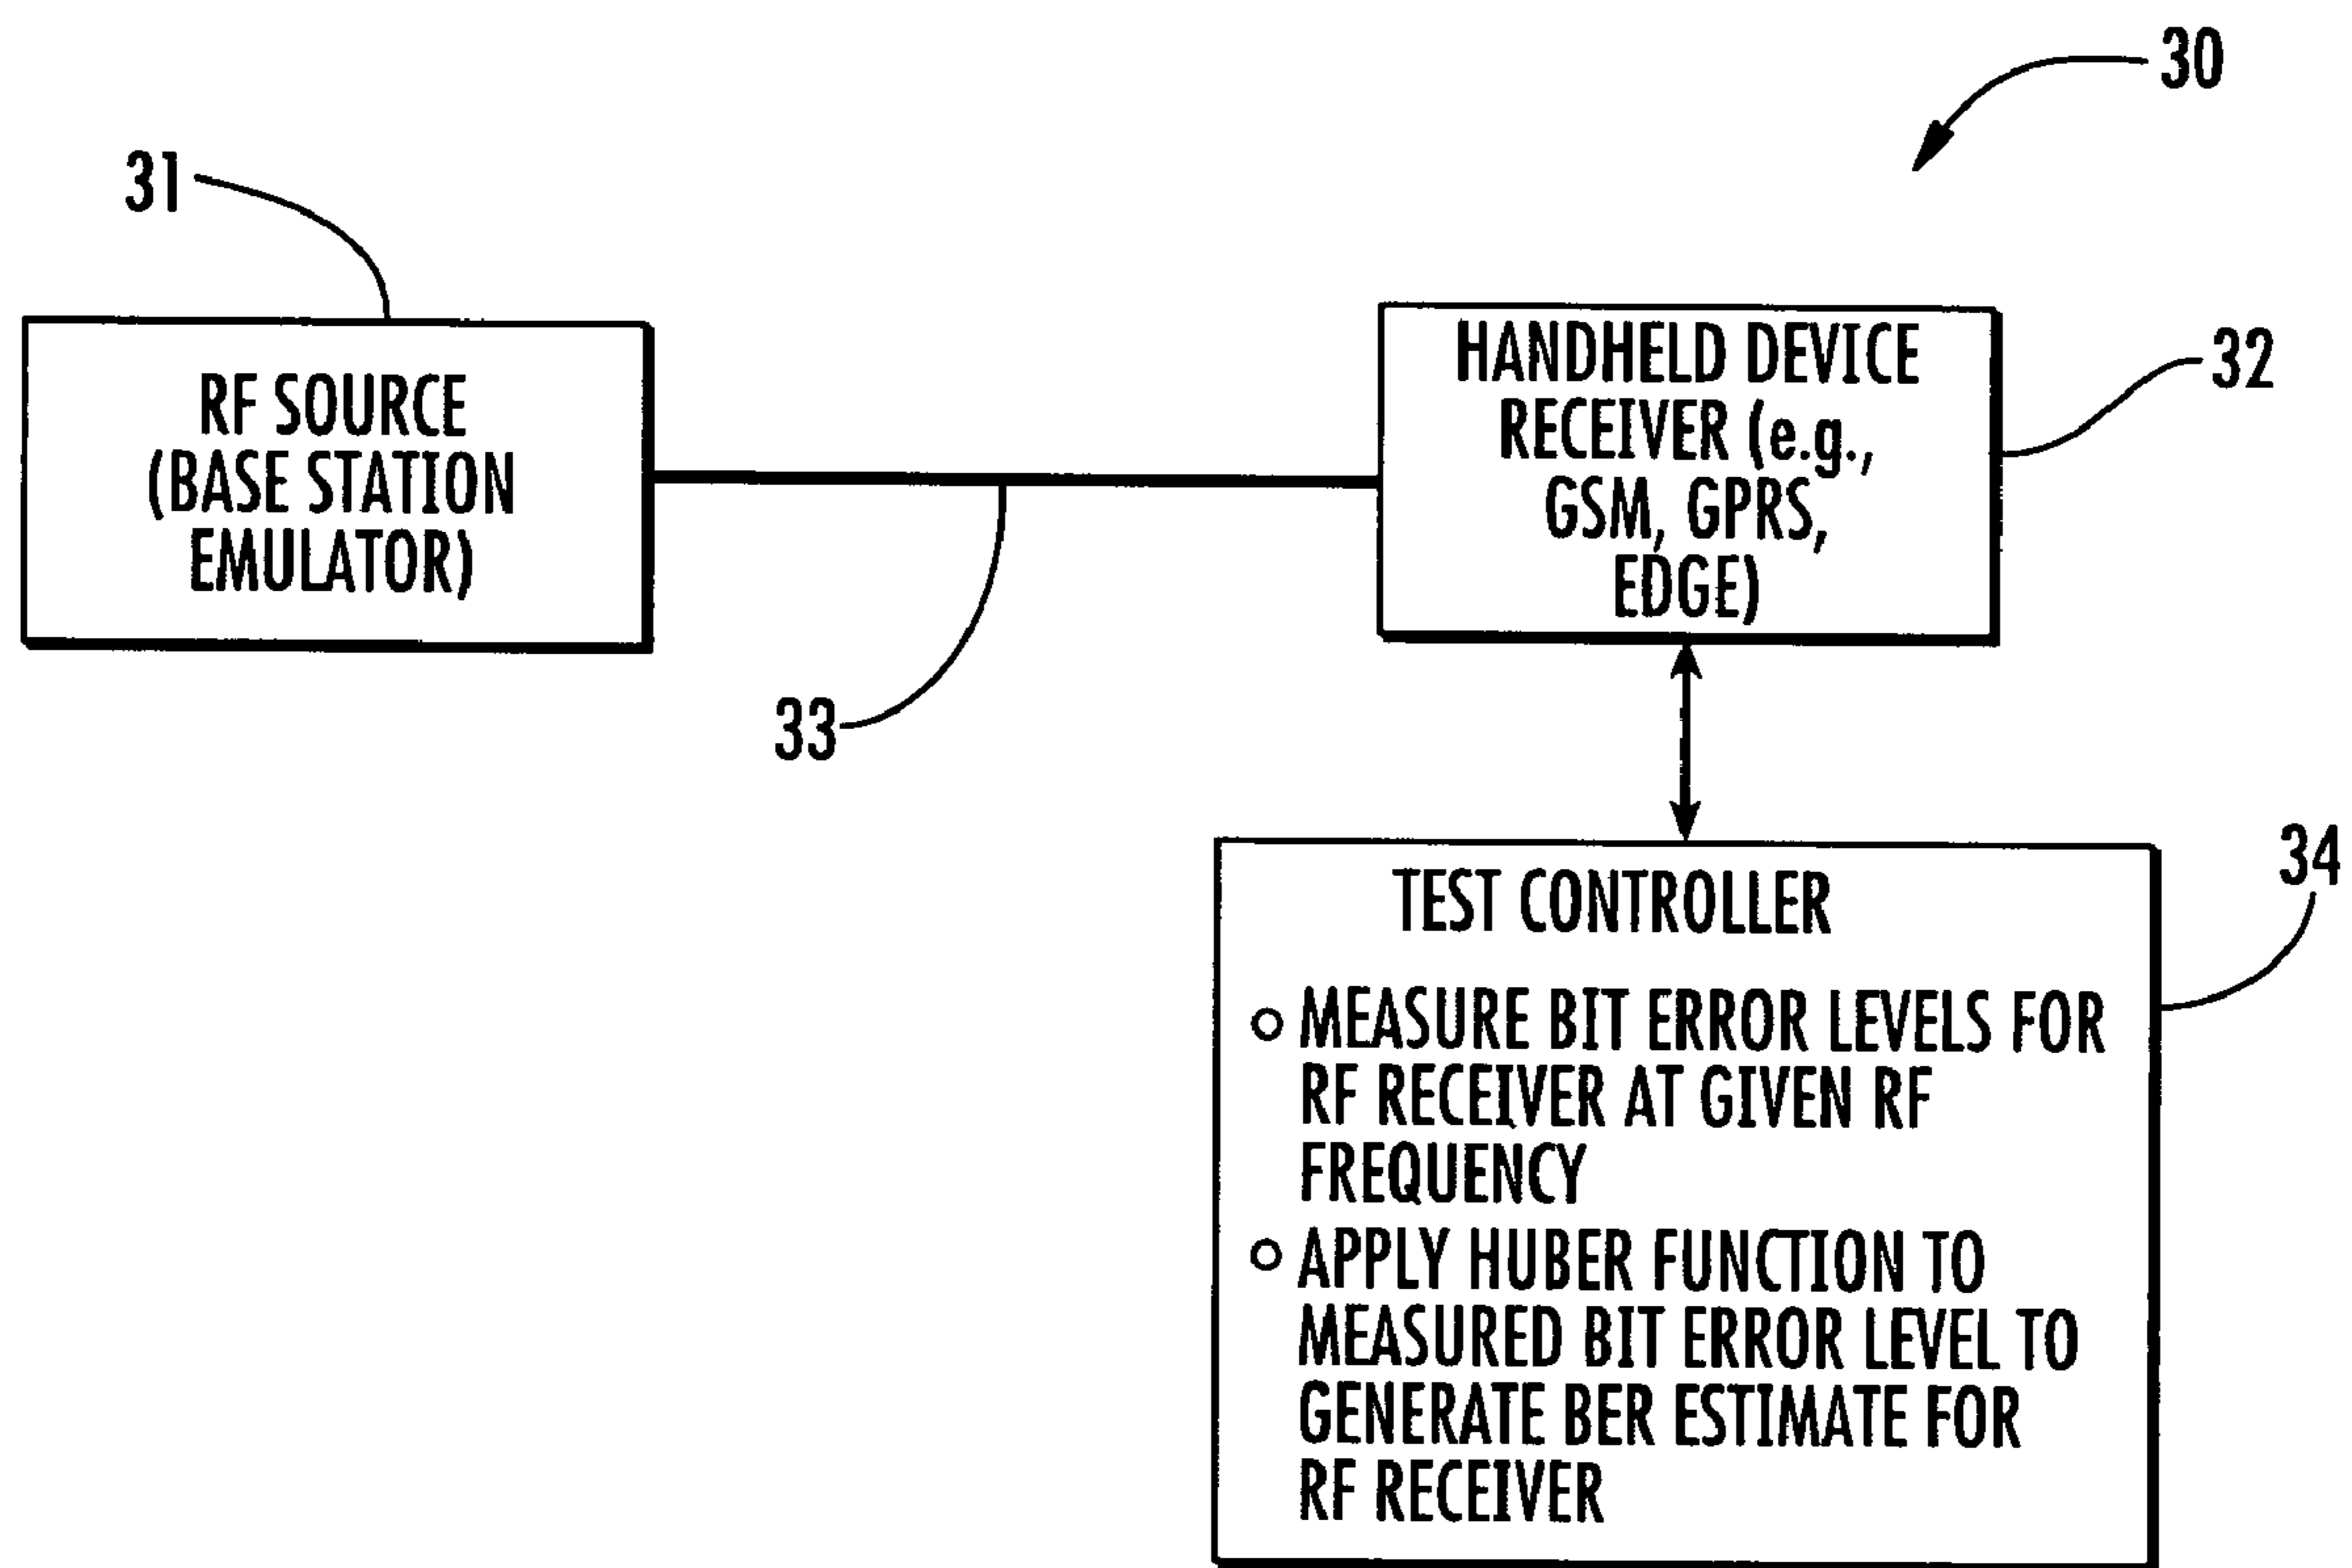 30
31
RF SOURCE
(BASE STATION
EMULATOR)
HANDHELD DEVICE
RECEIVER (e.g.,
GSM, GPRS,
EDGE)
32
33
34
TEST CONTROLLER
○ MEASURE BIT ERROR LEVELS FOR
RF RECEIVER AT GIVEN RF
FREQUENCY
○ APPLY HUBER FUNCTION TO
MEASURED BIT ERROR LEVEL TO
GENERATE BER ESTIMATE FOR
RF RECEIVER